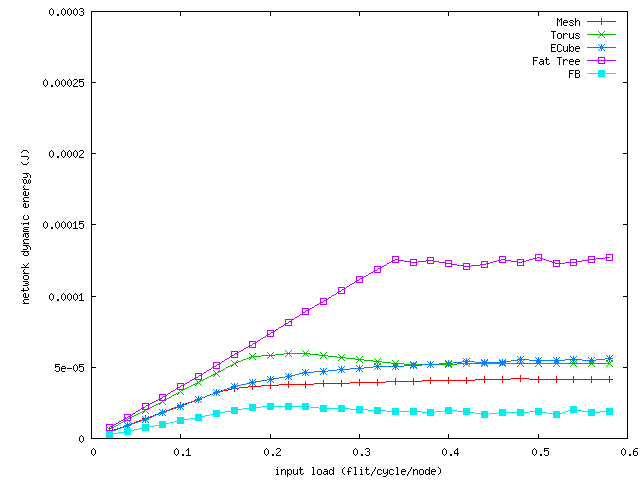 0.0003
Mesh
Torus
ECube
Fat Tree
FB
0.00025
0.0002
0.00015
0.0001
5e-05
0
network dynamic energy (J)
0 0.1 0.2 0.3 0.4 0.5 0.6
input load (flit/cycle/node)